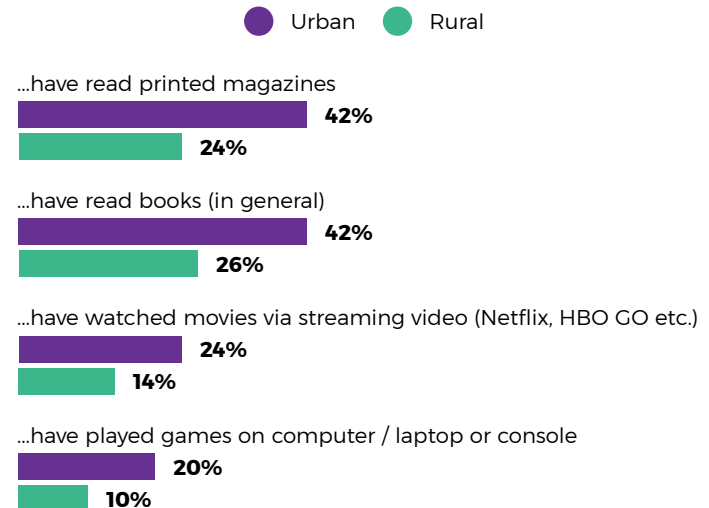 Urban Rural
...have read printed magazines
42%
24%
...have read books (in general)
42%
26%
...have watched movies via streaming video (Netflix, HBO GO etc.)
24%
14%
...have played games on computer / laptop or console
20%
10%